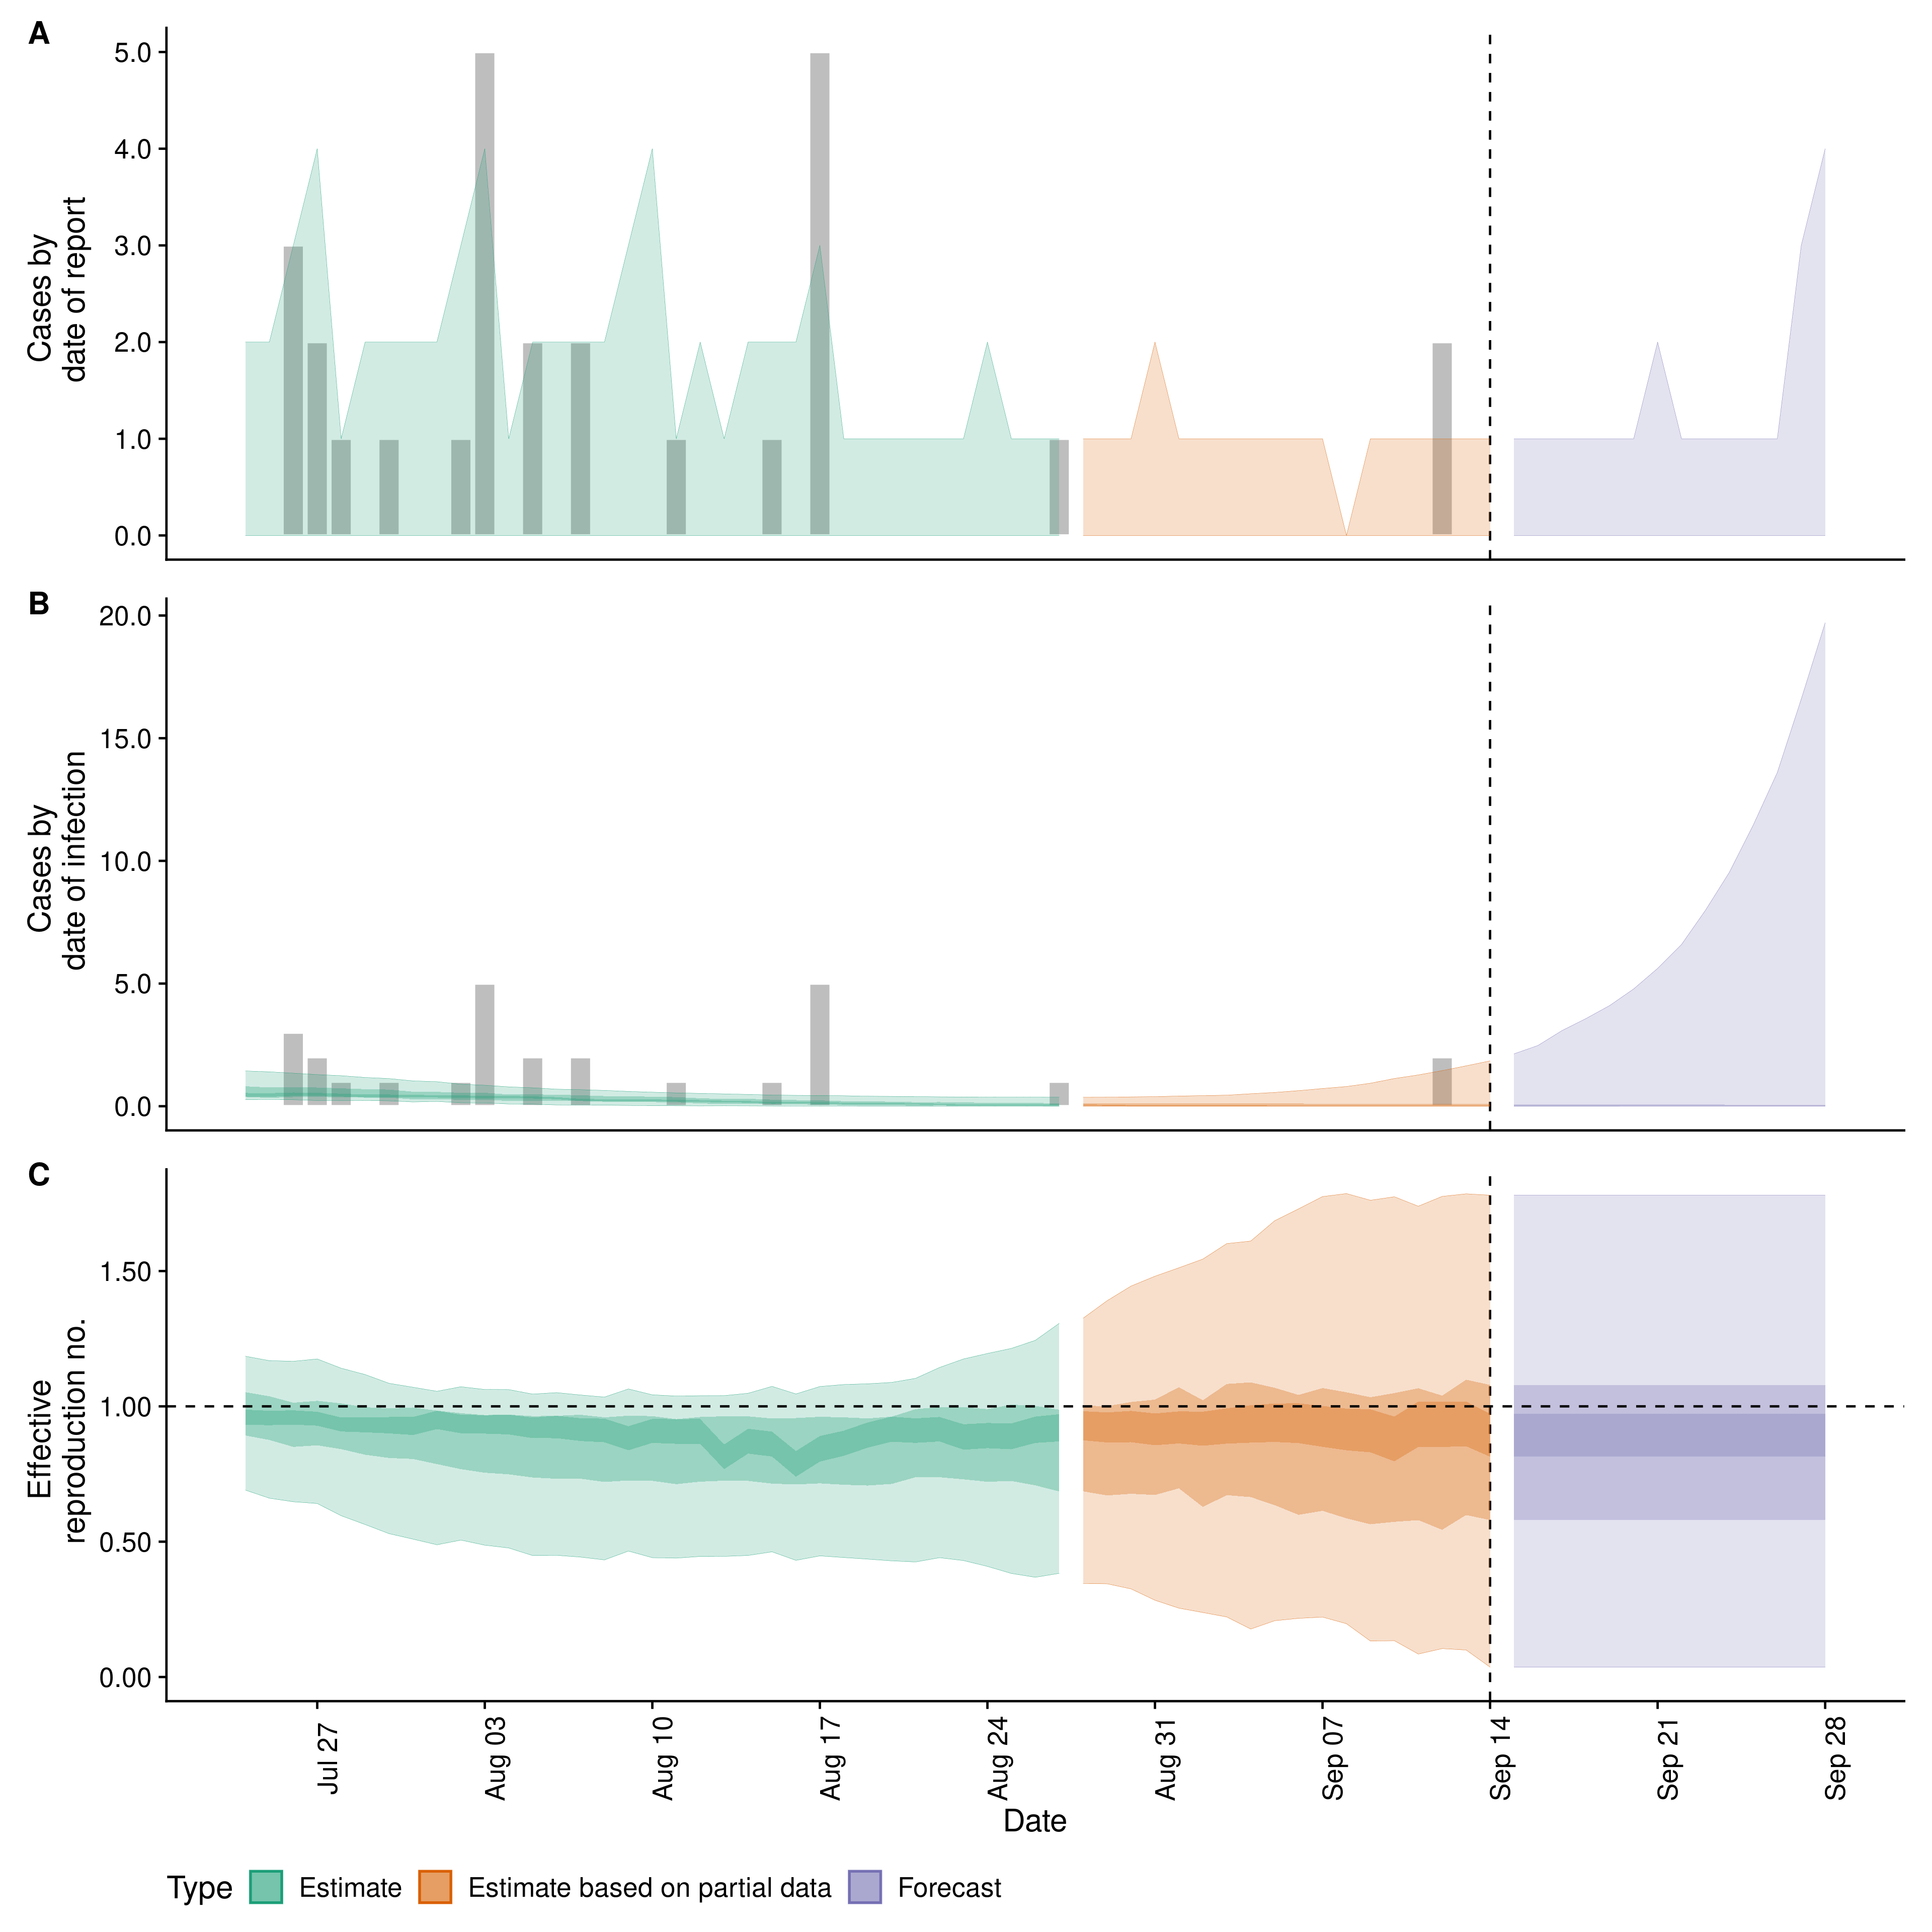 A
Cases by
date of report
5.0
4.0
3.0
2.0
1.0
0.0
B
Cases by
date of infection
20.0
15.0
10.0
5.0
0.0
C
Effective
reproduction no.
1.50
1.00
0.50
0.00
Jul 27
Aug 03
Aug 10
Aug 17
Aug 24
Aug 31
Sep 07
Sep 14
Sep 21
Sep 28
Date
Type Estimate Estimate based on partial data Forecast